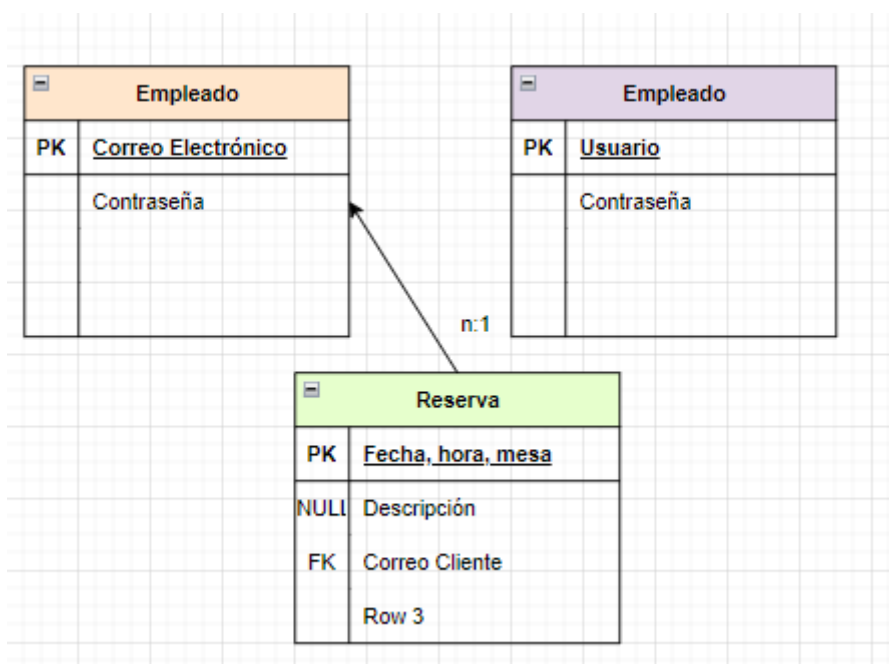 Empleado
PK Correo Electrónico
Contraseña
Empleado
PK Usuario
Contraseña
n:1
Reserva
PK Fecha, hora, mesa
NULL Descripción
FK Correo Cliente
Row 3